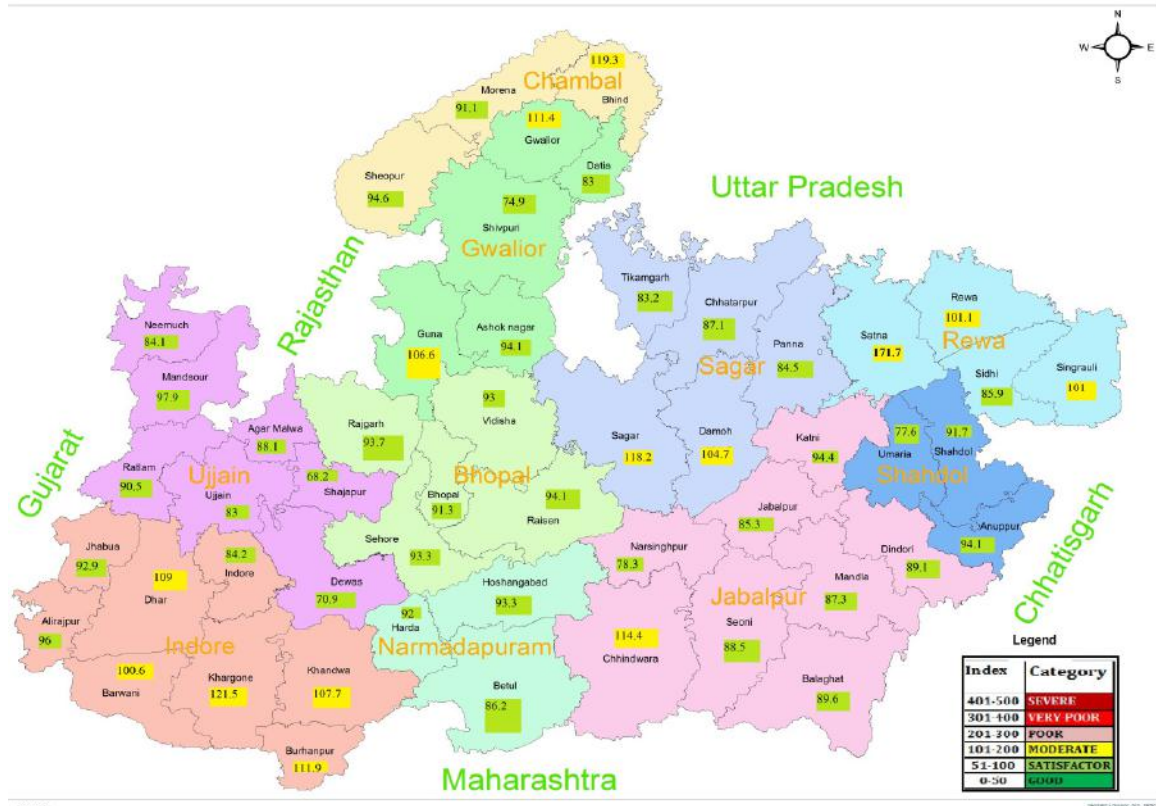 N
W E
S
119.3
Chambal
Morena
91.1
Bhind
111.4
Gwalior
Sheopur
94.6
Datia
83
Uttar Pradesh
74.9
Shivpuri
Gwalior
Rajasthan
Tikamgarh
83.2
Chhatarpur
87.1
Panna
84.5
Sagar
Satna
171.7
Rewa
101.1
Rewa
Sidhi
85.9
Singrauli
101
Neemuch
84.1
Mandsour
97.9
Guna
106.6
Ashok nagar
94.1
Agar Malwa
88.1
Rajgarh
93.7
93
Vidisha
Sagar
118.2
Damoh
104.7
Katni
94.4
77.6
Umaria
91.7
Shahdol
Shahdol
Anuppur
94.1
Gujarat
Ratlam
90.5
Ujjain
Ujjain
83
68.2
Shajapur
Bhopal
Bhopal
91.3
94.1
Raisen
Sehore
93.3
Jabalpur
85.3
Narsinghpur
78.3
Dindori
89.1
Chhatisgarh
Jhabua
92.9
109
Dhar
84.2
Indore
Dewas
70.9
Hoshangabad
93.3
92
Harda
Narmadapuram
Mandla
87.3
Jabalpur
Seoni
88.5
Alirajpur
96
Indore
100.6
Barwani
Khargone
121.5
Khandwa
107.7
Betul
86.2
114.4
Chhindwara
Balaghat
89.6
Burhanpur
111.9
Maharashtra
Legend
Index Category
401-500 SEVERE
301-400 VERY POOR
201-300 POOR
101-200 MODERATE
51-100 SATISFACTOR
0-50 GOOD